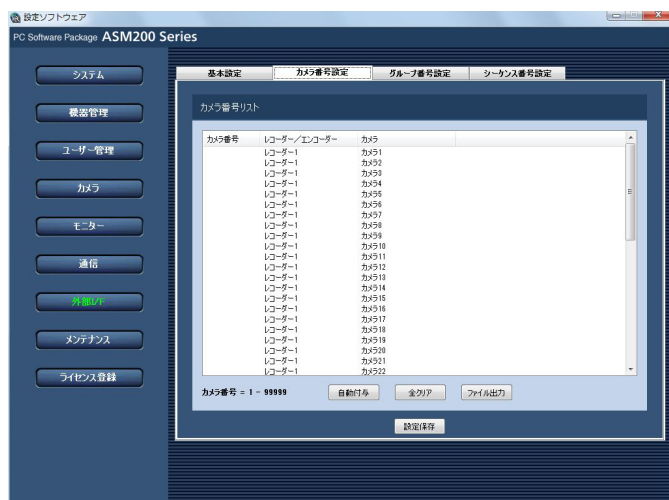 設定ソフトウェア
PC Software Package ASM200 Series
システム
機器管理
ユーザー管理
カメラ
モニター
通信
外部I/F
メンテナンス
ライセンス登録
基本設定 カメラ番号設定 グループ番号設定 シーケンス番号設定
カメラ番号リスト
カメラ番号 レコーダー／エンコーダー カメラ
レコーダー1 カメラ1
レコーダー1 カメラ2
レコーダー1 カメラ3
レコーダー1 カメラ4
レコーダー1 カメラ5
レコーダー1 カメラ6
レコーダー1 カメラ7
レコーダー1 カメラ8
レコーダー1 カメラ9
レコーダー1 カメラ10
レコーダー1 カメラ11
レコーダー1 カメラ12
レコーダー1 カメラ13
レコーダー1 カメラ14
レコーダー1 カメラ15
レコーダー1 カメラ16
レコーダー1 カメラ17
レコーダー1 カメラ18
レコーダー1 カメラ19
レコーダー1 カメラ20
レコーダー1 カメラ21
レコーダー1 カメラ22
カメラ番号 = 1 - 99999 自動付与 全クリア ファイル出力
設定保存